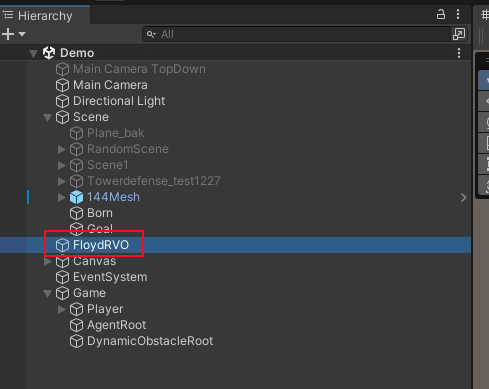 Hierarchy
All
Demo
Main Camera TopDown
Main Camera
Directional Light
Scene
Plane_bak
RandomScene
Scene1
Towerdefense_test1227
144Mesh
Born
Goal
FloydRVO
Canvas
EventSystem
Game
Player
AgentRoot
DynamicObstacleRoot